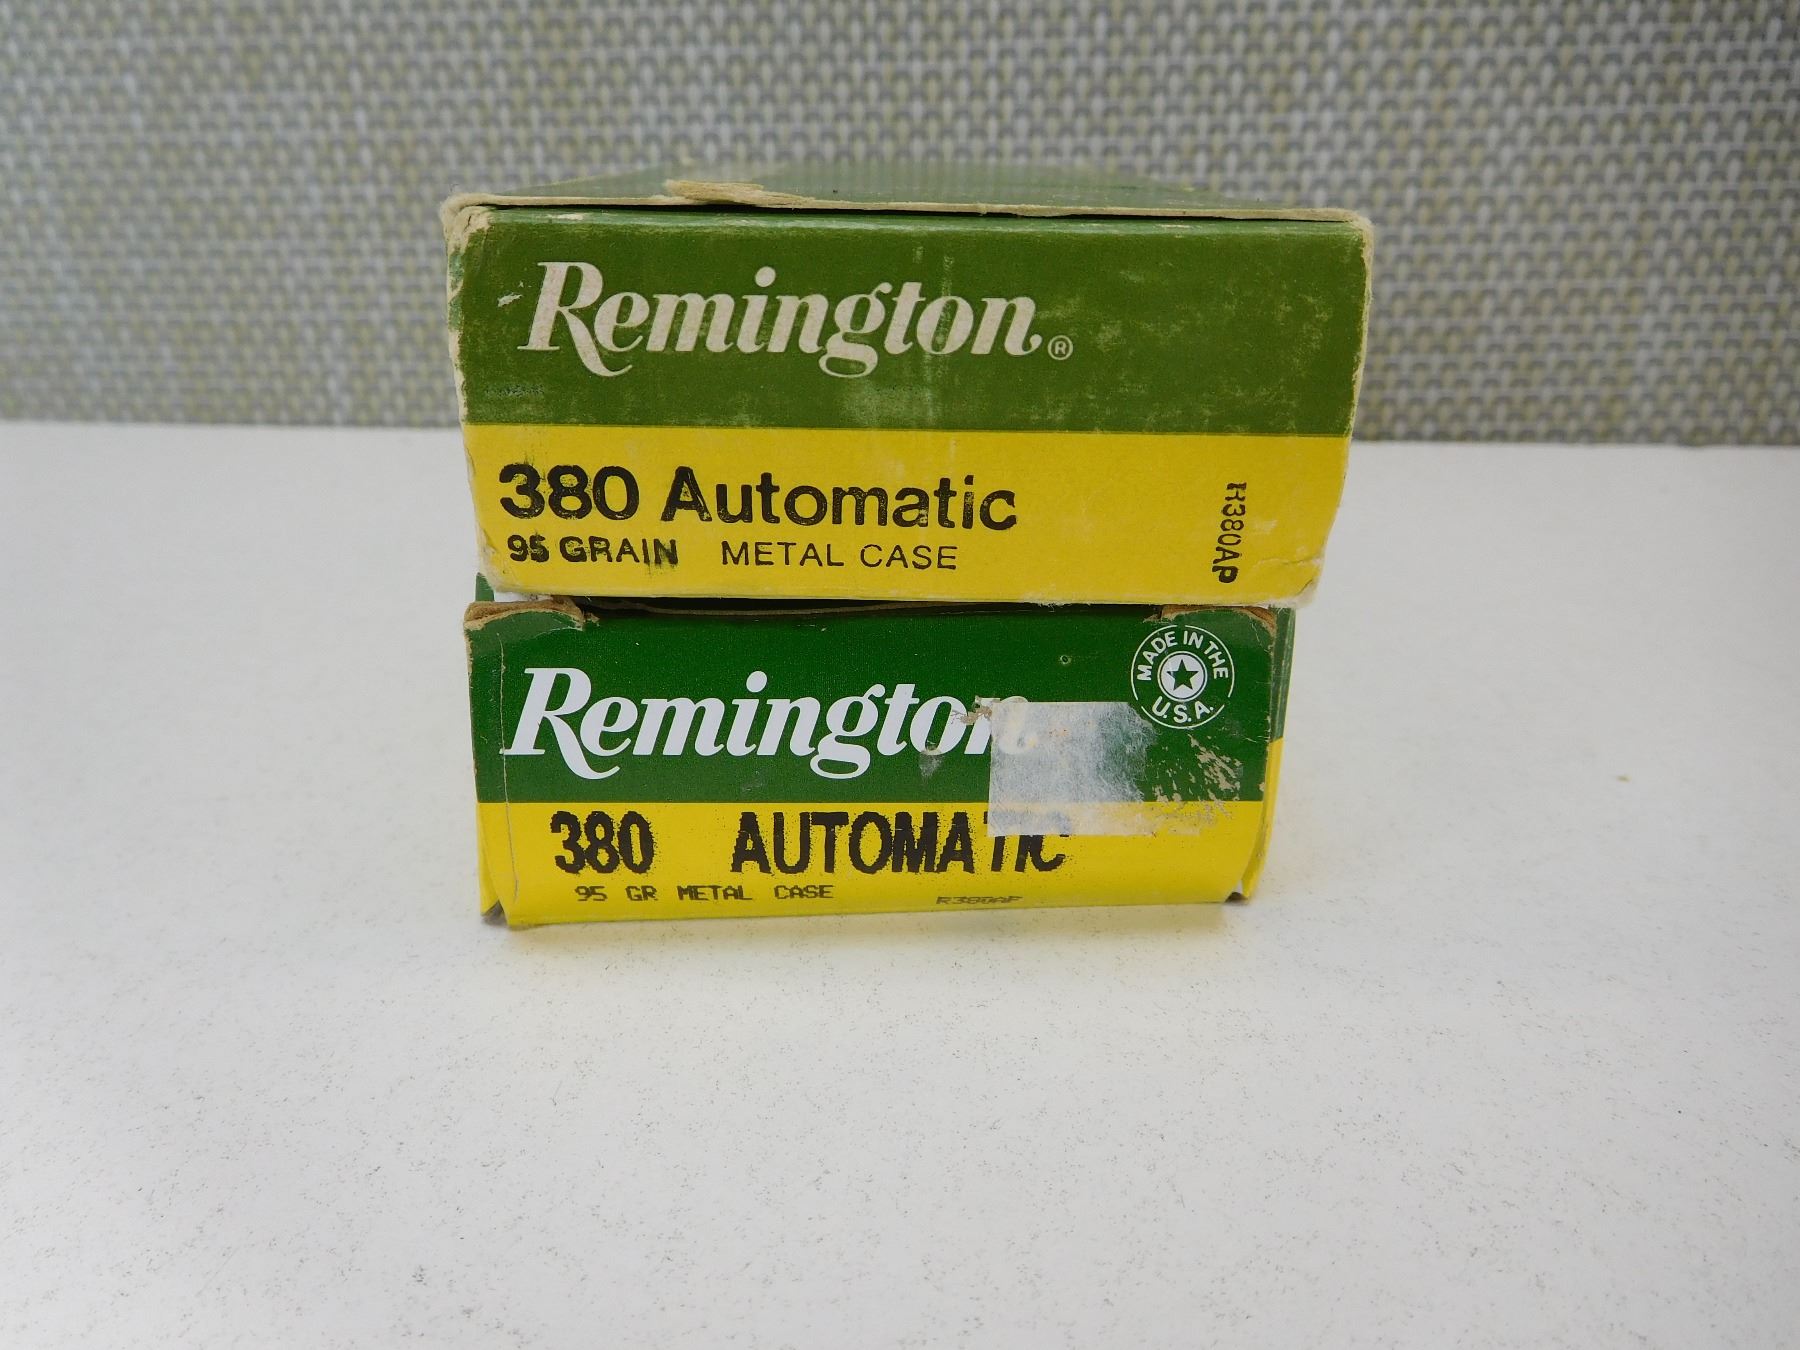 Remington®
380 Automatic
95 GRAIN METAL CASE
R380AP
Remington
MADE IN THE
U.S.A.
380 AUTOMATIC
95 GR METAL CASE
R380AP